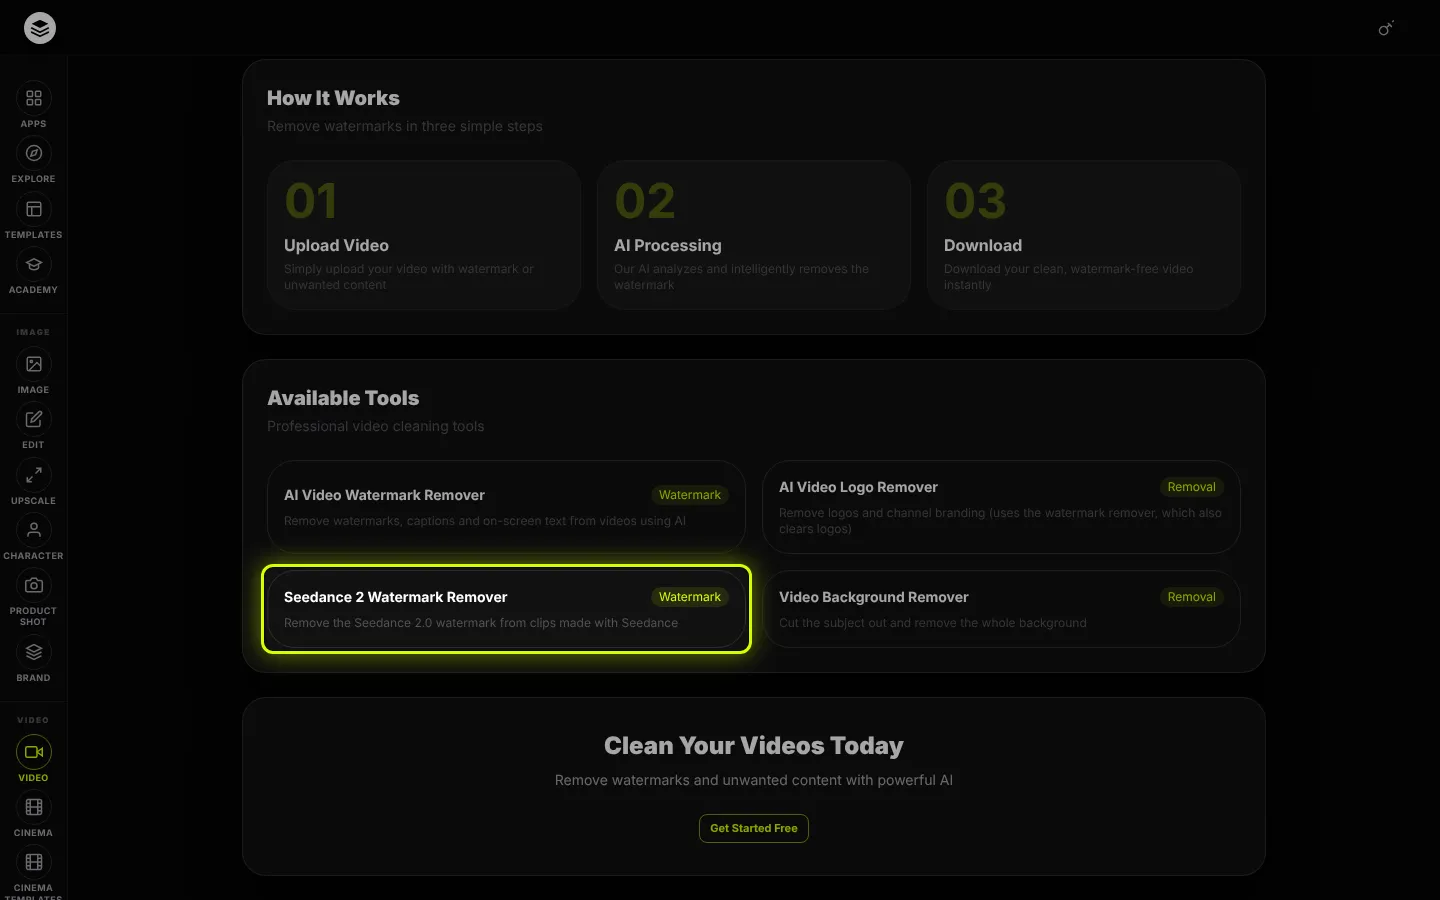 APPS
EXPLORE
TEMPLATES
ACADEMY
IMAGE
IMAGE
EDIT
UPSCALE
CHARACTER
PRODUCT
SHOT
BRAND
VIDEO
VIDEO
CINEMA
CINEMA
TEMPLATES
How It Works
Remove watermarks in three simple steps
01
Upload Video
Simply upload your video with watermark or
unwanted content
02
AI Processing
Our AI analyzes and intelligently removes the
watermark
03
Download
Download your clean, watermark-free video
instantly
Available Tools
Professional video cleaning tools
AI Video Watermark Remover
Watermark
Remove watermarks, captions and on-screen text from videos using AI
AI Video Logo Remover
Removal
Remove logos and channel branding (uses the watermark remover, which also
clears logos)
Seedance 2 Watermark Remover
Watermark
Remove the Seedance 2.0 watermark from clips made with Seedance
Video Background Remover
Removal
Cut the subject out and remove the whole background
Clean Your Videos Today
Remove watermarks and unwanted content with powerful AI
Get Started Free